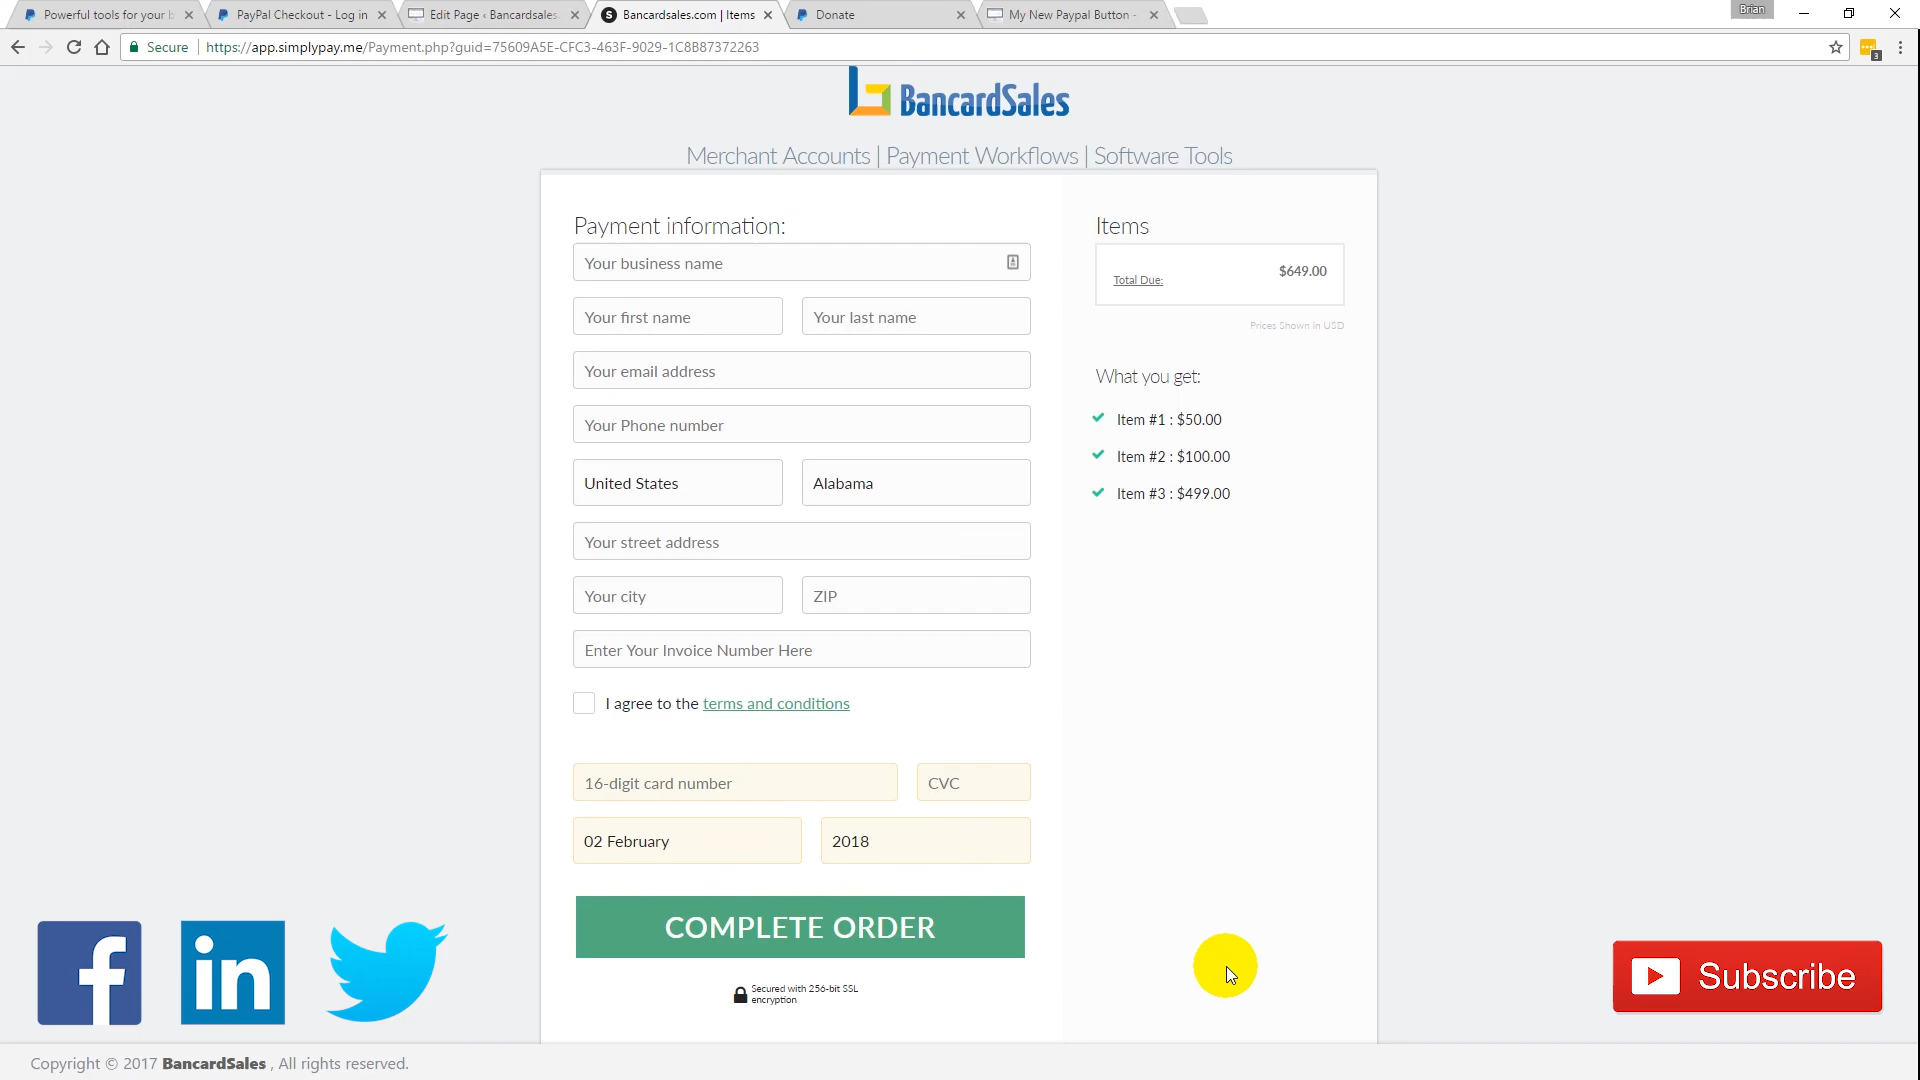 Powerful tools for your b
PayPal Checkout - Log in
Edit Page ‹ Bancardsales.
Bancardsales.com | Items
Donate
My New Paypal Button -
Brian
Secure
https://app.simplypay.me/Payment.php?guid=75609A5E-CFC3-463F-9029-1C8B87372263
3
BancardSales
Merchant Accounts | Payment Workflows | Software Tools
Payment information:
Your business name
Your first name
Your last name
Your email address
Your Phone number
United States
Alabama
Your street address
Your city
ZIP
Enter Your Invoice Number Here
I agree to the terms and conditions
16-digit card number
CVC
02 February
2018
COMPLETE ORDER
Secured with 256-bit SSL
encryption
Items
Total Due:
$649.00
Prices Shown in USD
What you get:
Item #1 : $50.00
Item #2 : $100.00
Item #3 : $499.00
f
in
Subscribe
Copyright © 2017 BancardSales , All rights reserved.